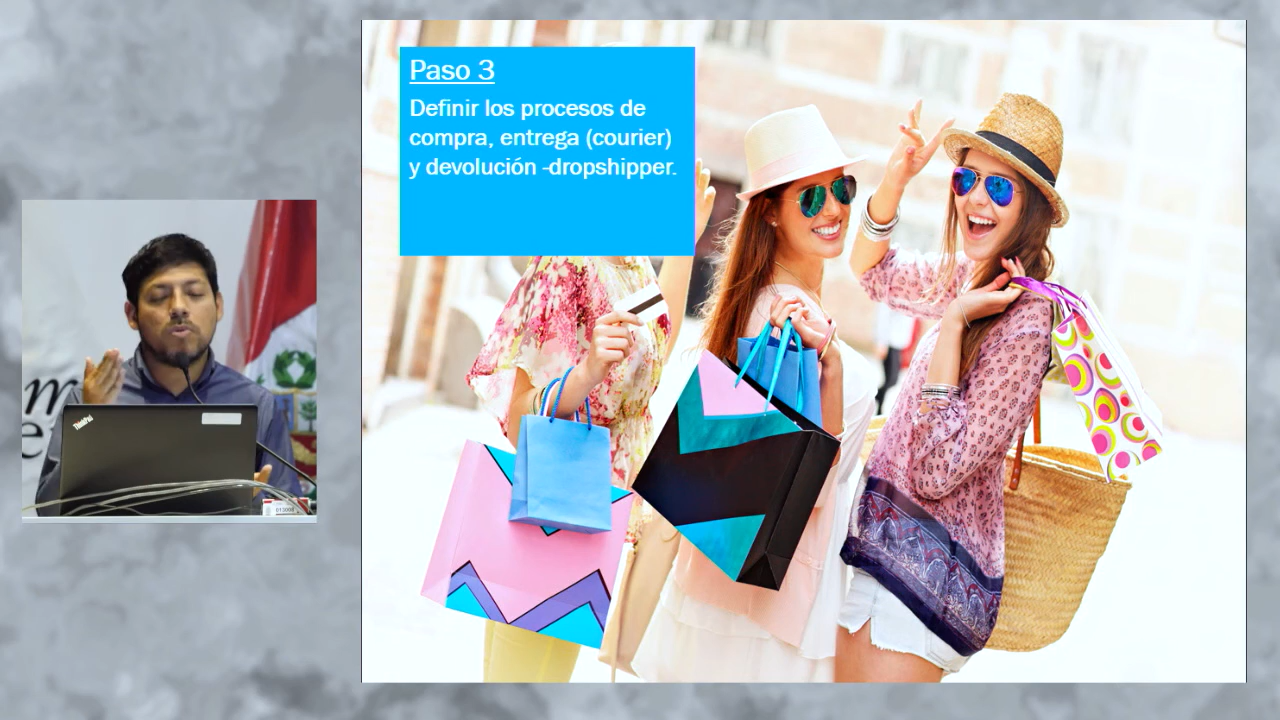 Paso 3
Definir los procesos de
compra, entrega (courier)
y devolución -dropshipper.
ThinkPad